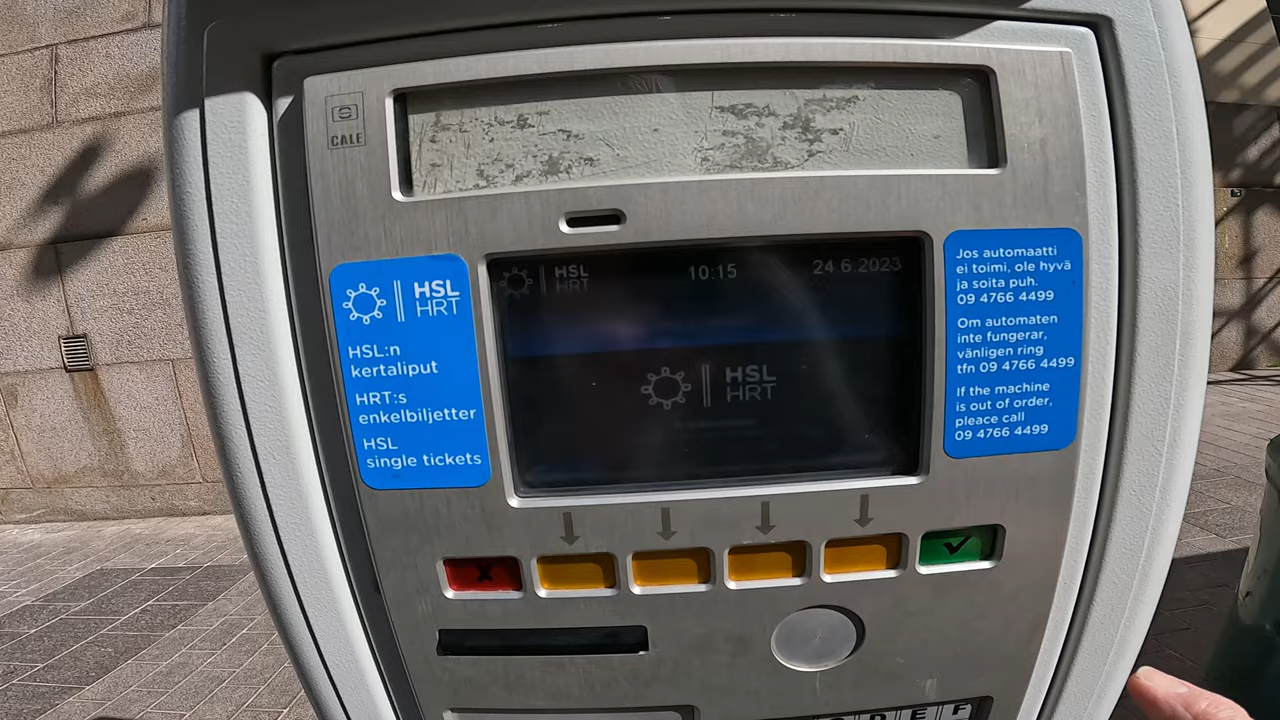 CALE
HSL
HRT
HSL:n
kertaliput
HRT:s
enkelbiljetter
HSL
single tickets
HSL
HRT
10:15
24 6 2023
HSL
HRT
Jos automaatti
ei toimi, ole hyvä
ja soita puh.
09 4766 4499
Om automaten
inte fungerar,
vänligen ring
tfn 09 4766 4499
If the machine
is out of order,
pleace call
09 4766 4499
D E F